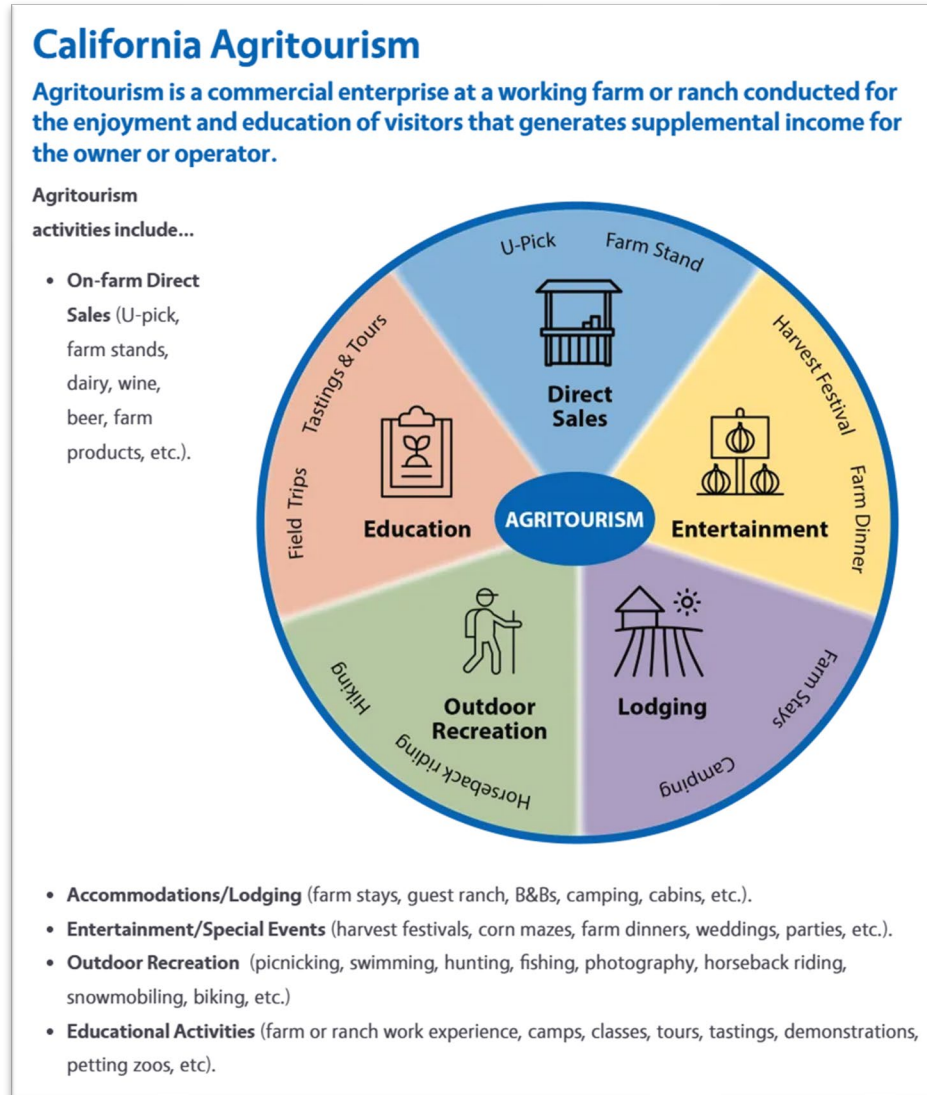 California Agritourism
Agritourism is a commercial enterprise at a working farm or ranch conducted for
the enjoyment and education of visitors that generates supplemental income for
the owner or operator.
Agritourism
activities include...
• On-farm Direct
Sales (U-pick,
farm stands,
dairy, wine,
beer, farm
products, etc.).
U-Pick
Farm Stand
Direct
Sales
Harvest Festival
Farm Dinner
Entertainment
Farm Stays
Camping
Lodging
Horseback riding
Hiking
Outdoor
Recreation
Field Trips
Tastings & Tours
Education
AGRITOURISM
• Accommodations/Lodging (farm stays, guest ranch, B&Bs, camping, cabins, etc.).
• Entertainment/Special Events (harvest festivals, corn mazes, farm dinners, weddings, parties, etc.).
• Outdoor Recreation (picnicking, swimming, hunting, fishing, photography, horseback riding,
snowmobiling, biking, etc.)
• Educational Activities (farm or ranch work experience, camps, classes, tours, tastings, demonstrations,
petting zoos, etc).